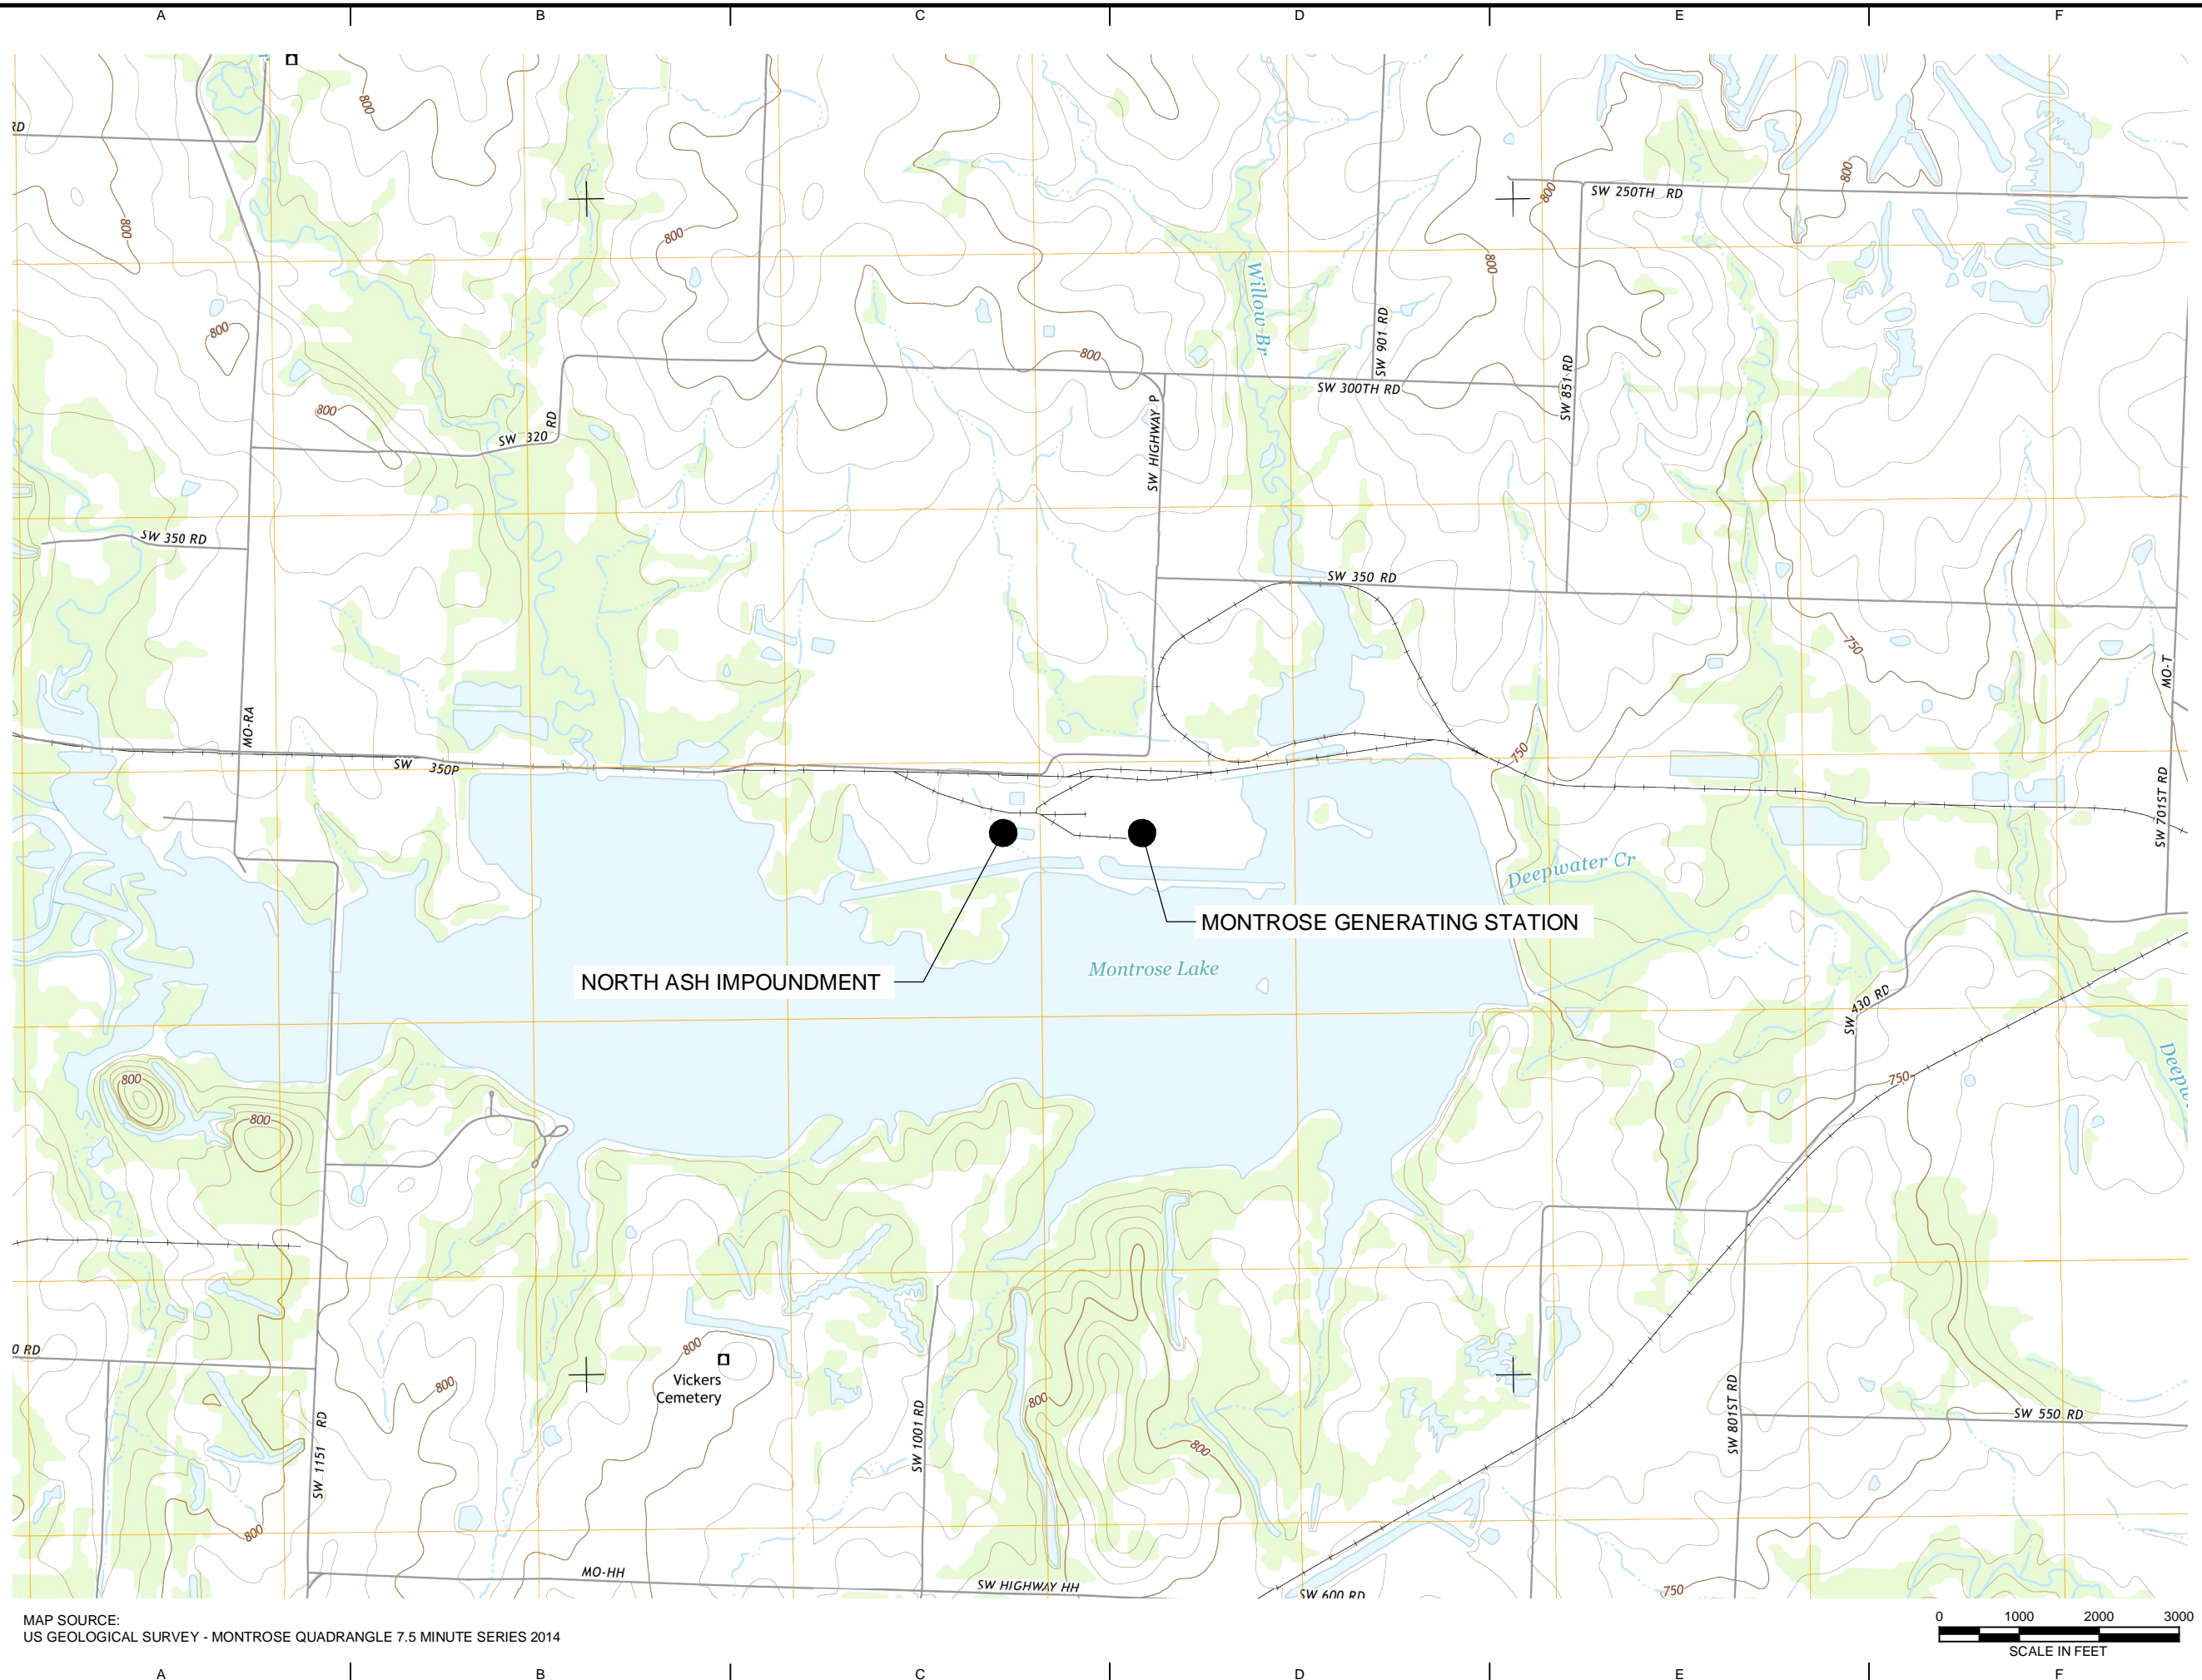 A B C D E F
RD
800
800
800
SW 250TH RD
800
800
800
800
Willow Br
800
SW 901 RD
800
SW 300TH RD
SW 851 RD
800
SW HIGHWAY P
SW 320 RD
SW 350 RD
SW 350 RD
750
MO-T
MO-RA
SW 350P
750
SW 701ST RD
Deepwater Cr
MONTROSE GENERATING STATION
Montrose Lake
NORTH ASH IMPOUNDMENT
SW 430 RD
800
750
800
0 RD
800
Vickers
Cemetery
800
800
SW 1151 RD
SW 1001 RD
800
SW 801ST RD
SW 550 RD
800
MO-HH
SW HIGHWAY HH
SW 600 RD
750
MAP SOURCE:
US GEOLOGICAL SURVEY - MONTROSE QUADRANGLE 7.5 MINUTE SERIES 2014
0 1000 2000 3000
SCALE IN FEET
A B C D E F